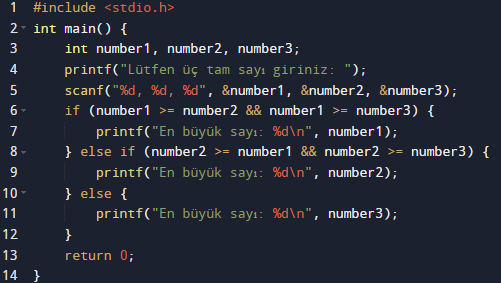 1 #include <stdio.h>
2 int main() {
3     int number1, number2, number3;
4     printf("Lütfen üç tam sayı giriniz: ");
5     scanf("%d, %d, %d", &number1, &number2, &number3);
6     if (number1 >= number2 && number1 >= number3) {
7         printf("En büyük sayı: %d\n", number1);
8     } else if (number2 >= number1 && number2 >= number3) {
9         printf("En büyük sayı: %d\n", number2);
10     } else {
11         printf("En büyük sayı: %d\n", number3);
12     }
13     return 0;
14 }